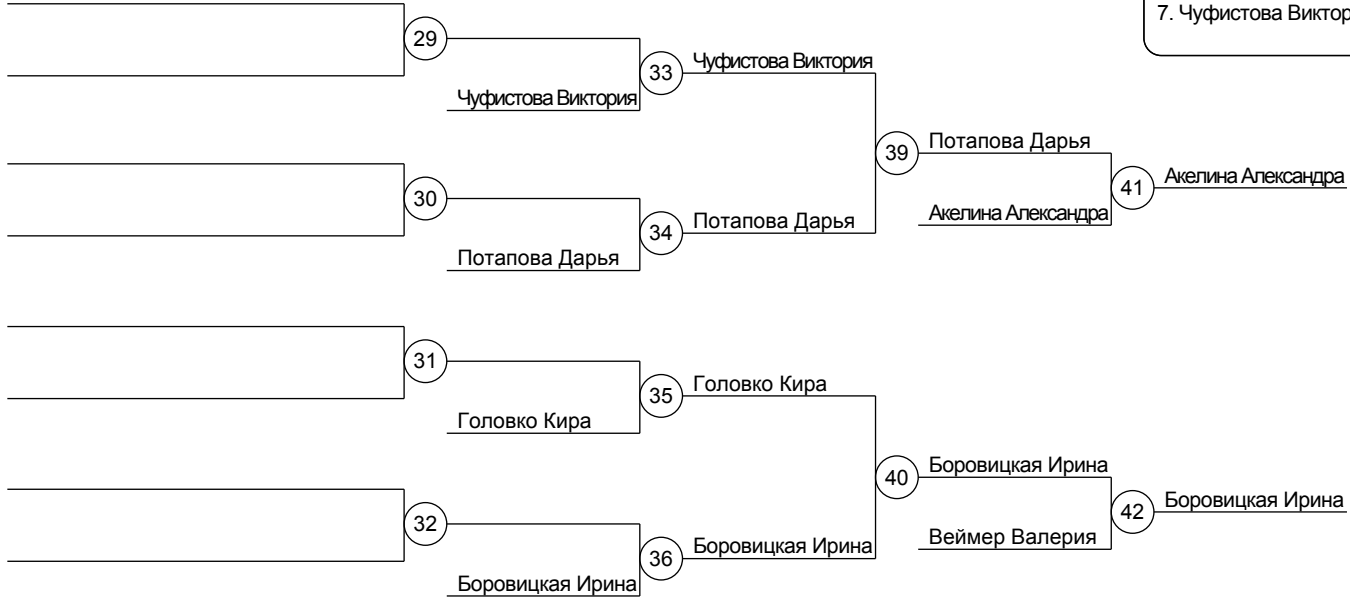 7. Чуфистова Виктор
29
33
Чуфистова Виктория
Чуфистова Виктория
39
Потапова Дарья
41
Акелина Александра
30
34
Потапова Дарья
Акелина Александра
Потапова Дарья
31
35
Головко Кира
Головко Кира
40
Боровицкая Ирина
42
Боровицкая Ирина
32
36
Боровицкая Ирина
Веймер Валерия
Боровицкая Ирина